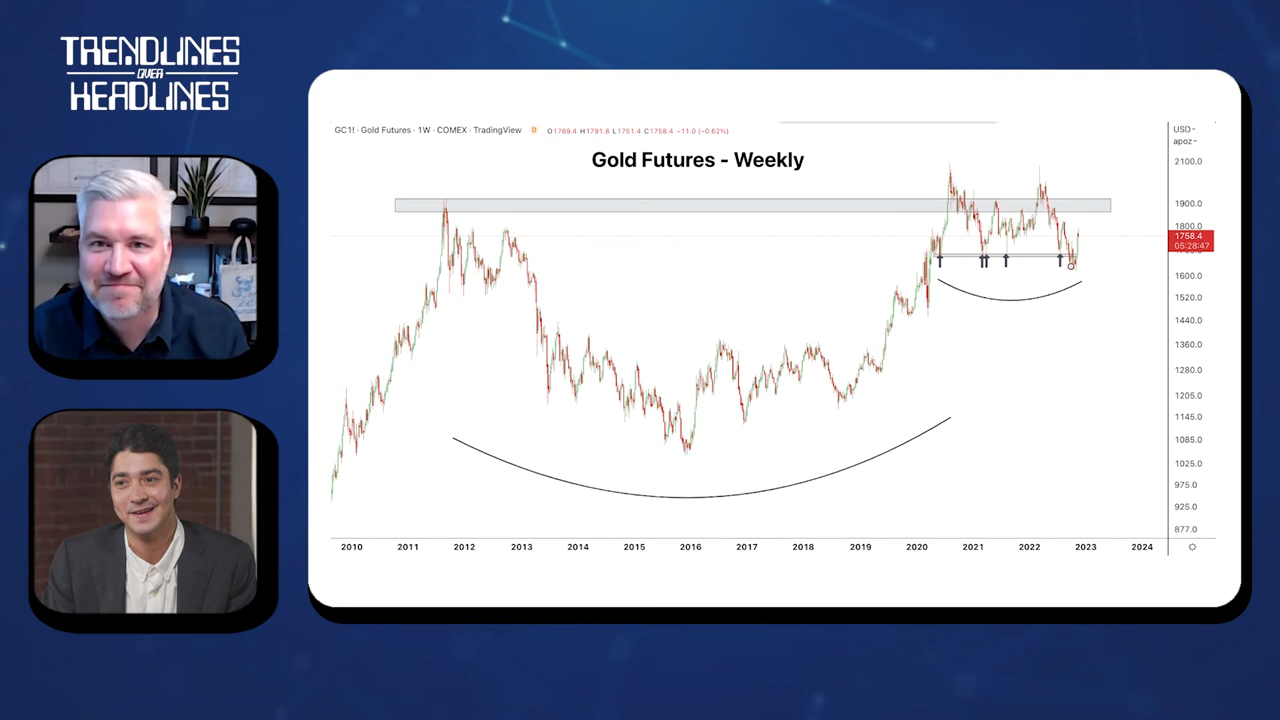 TRENDLINES
OVER
HEADLINES
GC1! · Gold Futures · 1W · COMEX · TradingView D O1769.4 H1791.8 L1751.4 C1758.4 −11.0 (−0.62%)
Gold Futures - Weekly
USD
apoz
2100.0
1900.0
1800.0
1758.4
05:28:47
1600.0
1520.0
1440.0
1360.0
1280.0
1205.0
1145.0
1085.0
1025.0
975.0
925.0
877.0
2010 2011 2012 2013 2014 2015 2016 2017 2018 2019 2020 2021 2022 2023 2024